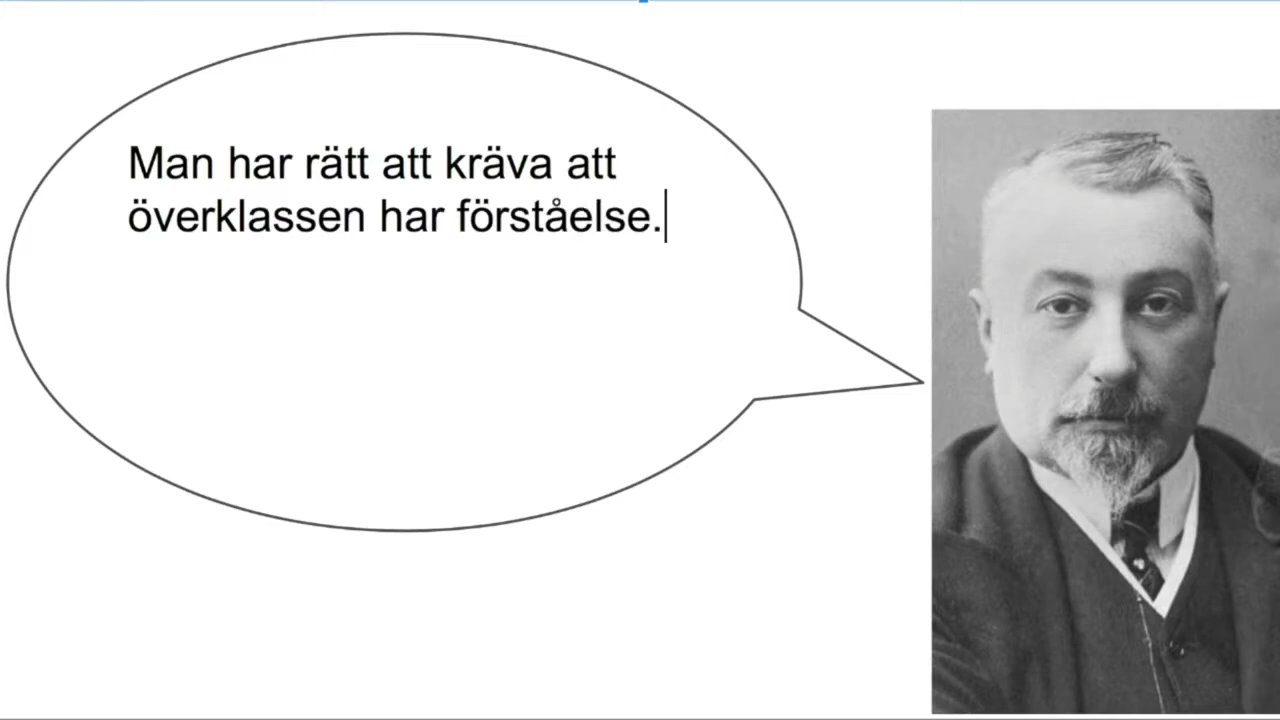 Man har rätt att kräva att
överklassen har förståelse.